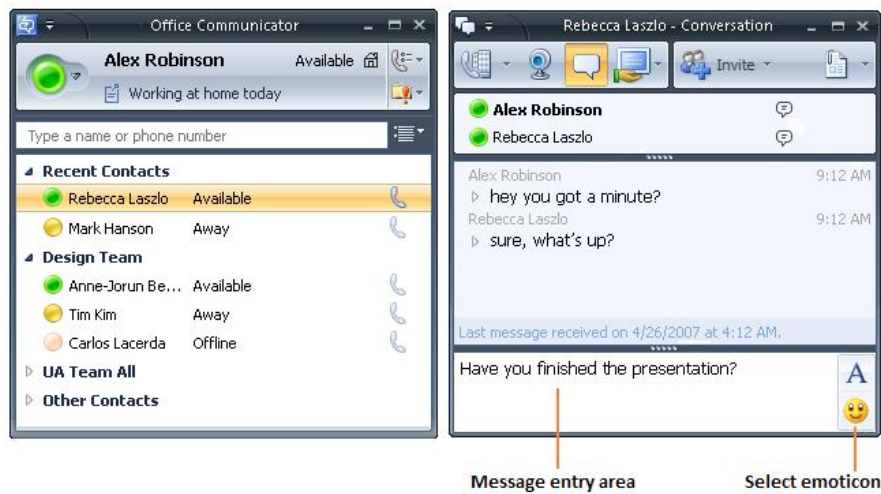 Office Communicator
Alex Robinson Available
Working at home today
Type a name or phone number
Recent Contacts
Rebecca Laszlo Available
Mark Hanson Away
Design Team
Anne-Jorun Be... Available
Tim Kim Away
Carlos Lacerda Offline
UA Team All
Other Contacts
Rebecca Laszlo - Conversation
Invite
Alex Robinson
Rebecca Laszlo
Alex Robinson 9:12 AM
hey you got a minute?
Rebecca Laszlo 9:12 AM
sure, what's up?
Last message received on 4/26/2007 at 4:12 AM.
Have you finished the presentation?
A
Message entry area
Select emoticon